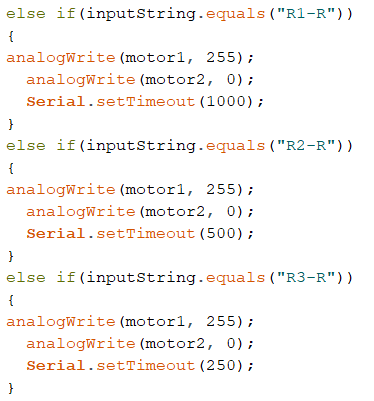 else if(inputString.equals("R1-R"))
{
analogWrite(motor1, 255);
  analogWrite(motor2, 0);
  Serial.setTimeout(1000);
}
else if(inputString.equals("R2-R"))
{
analogWrite(motor1, 255);
  analogWrite(motor2, 0);
  Serial.setTimeout(500);
}
else if(inputString.equals("R3-R"))
{
analogWrite(motor1, 255);
  analogWrite(motor2, 0);
  Serial.setTimeout(250);
}